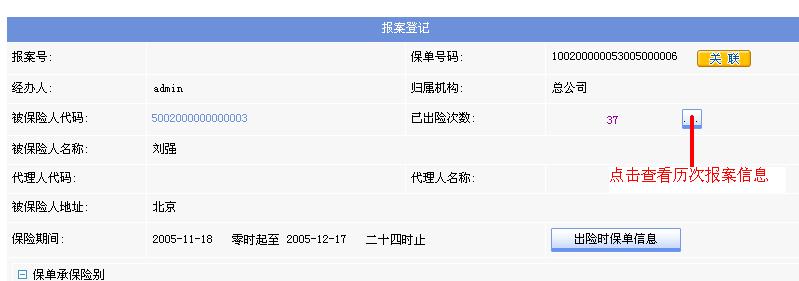 报案登记
报案号: 保单号码: 100200000053005000006 关 联
经办人: admin 归属机构: 总公司
被保险人代码: 5002000000000003 已出险次数: 37 ...
被保险人名称: 刘强
点击查看历次报案信息
代理人代码: 代理人名称:
被保险人地址: 北京
保险期间: 2005-11-18 零时起至 2005-12-17 二十四时止 出险时保单信息
保单承保险别